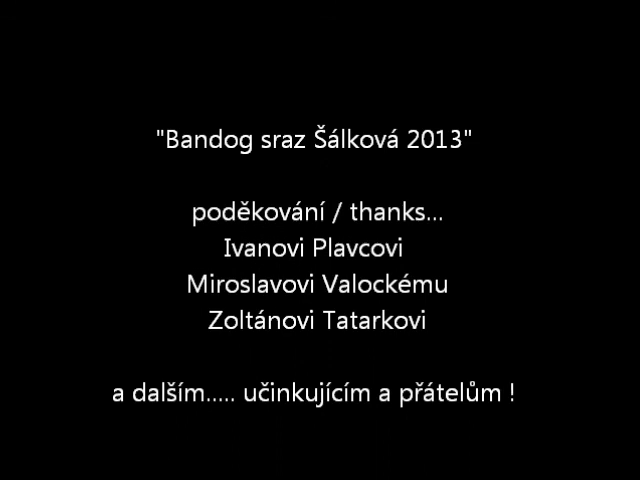 "Bandog sraz Šálková 2013"
poděkování / thanks...
Ivanovi Plavcovi
Miroslavovi Valockému
Zoltánovi Tatarkovi
a dalším..... učinkujícím a přátelům !